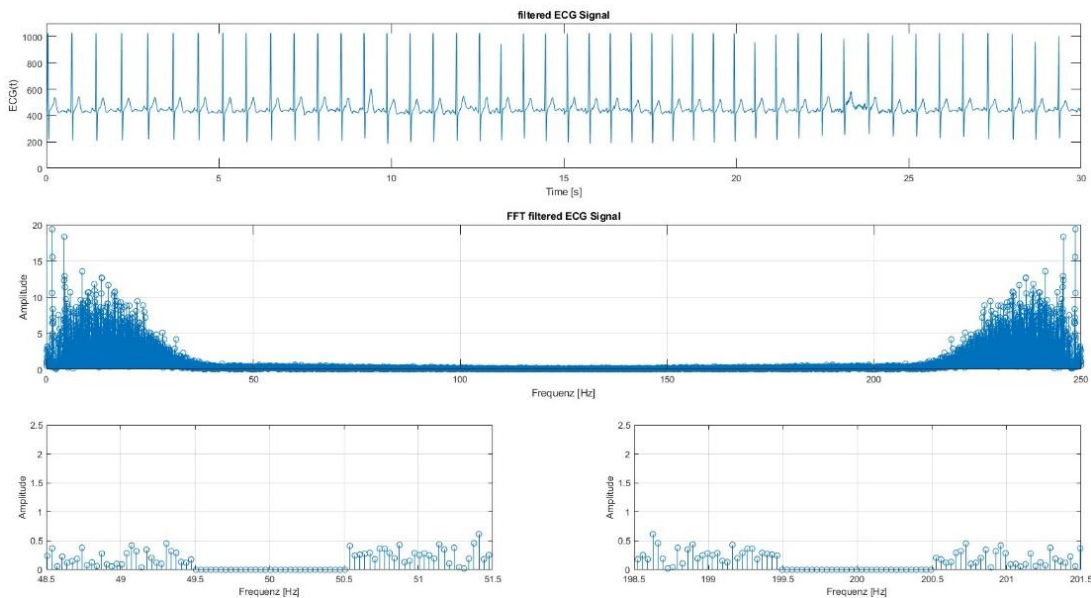 filtered ECG Signal
1000
800
600
400
200
0
ECG(t)
0 5 10 15 20 25 30
Time [s]
FFT filtered ECG Signal
20
15
10
5
0
Amplitude
0 50 100 150 200 250
Frequenz [Hz]
2.5
2
1.5
1
0.5
0
Amplitude
48.5 49 49.5 50 50.5 51 51.5
Frequenz [Hz]
2.5
2
1.5
1
0.5
0
Amplitude
198.5 199 199.5 200 200.5 201 201.5
Frequenz [Hz]